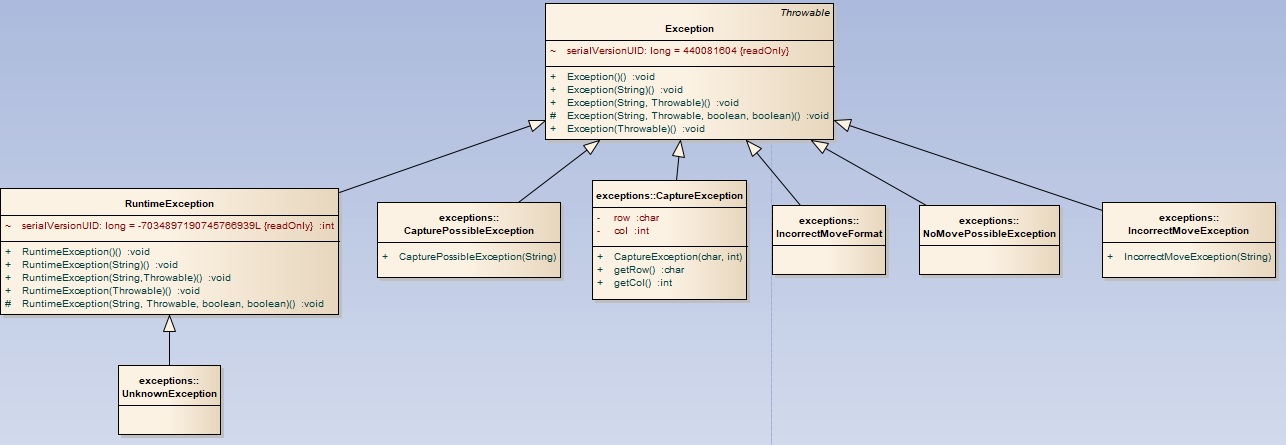 Throwable
Exception
~ serialVersionUID: long = 440081604 {readOnly}
+ Exception()() :void
+ Exception(String)() :void
+ Exception(String, Throwable)() :void
# Exception(String, Throwable, boolean, boolean)() :void
+ Exception(Throwable)() :void
RuntimeException
~ serialVersionUID: long = -7034897190745766939L {readOnly} :int
+ RuntimeException()() :void
+ RuntimeException(String)() :void
+ RuntimeException(String,Throwable)() :void
+ RuntimeException(Throwable)() :void
# RuntimeException(String, Throwable, boolean, boolean)() :void
exceptions::
CapturePossibleException
+ CapturePossibleException(String)
exceptions::CaptureException
- row :char
- col :int
+ CaptureException(char, int)
+ getRow() :char
+ getCol() :int
exceptions::
IncorrectMoveFormat
exceptions::
NoMovePossibleException
exceptions::
IncorrectMoveException
+ IncorrectMoveException(String)
exceptions::
UnknownException